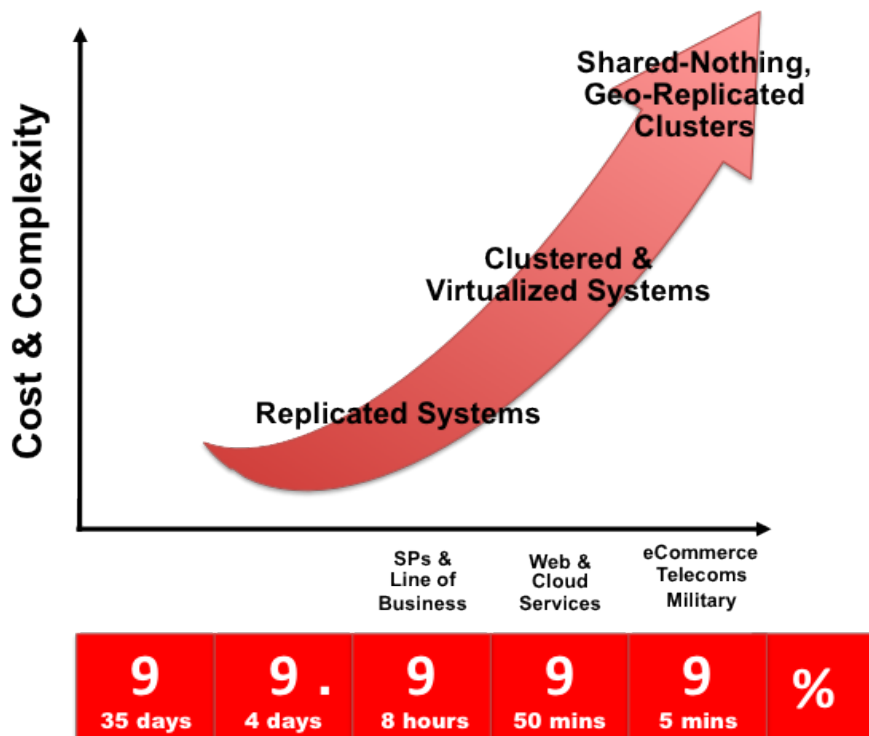 Cost & Complexity
Shared-Nothing,
Geo-Replicated
Clusters
Clustered &
Virtualized Systems
Replicated Systems
SPs &
Line of
Business
Web &
Cloud
Services
eCommerce
Telecoms
Military
9 9 . 9 9 9 %
35 days 4 days 8 hours 50 mins 5 mins